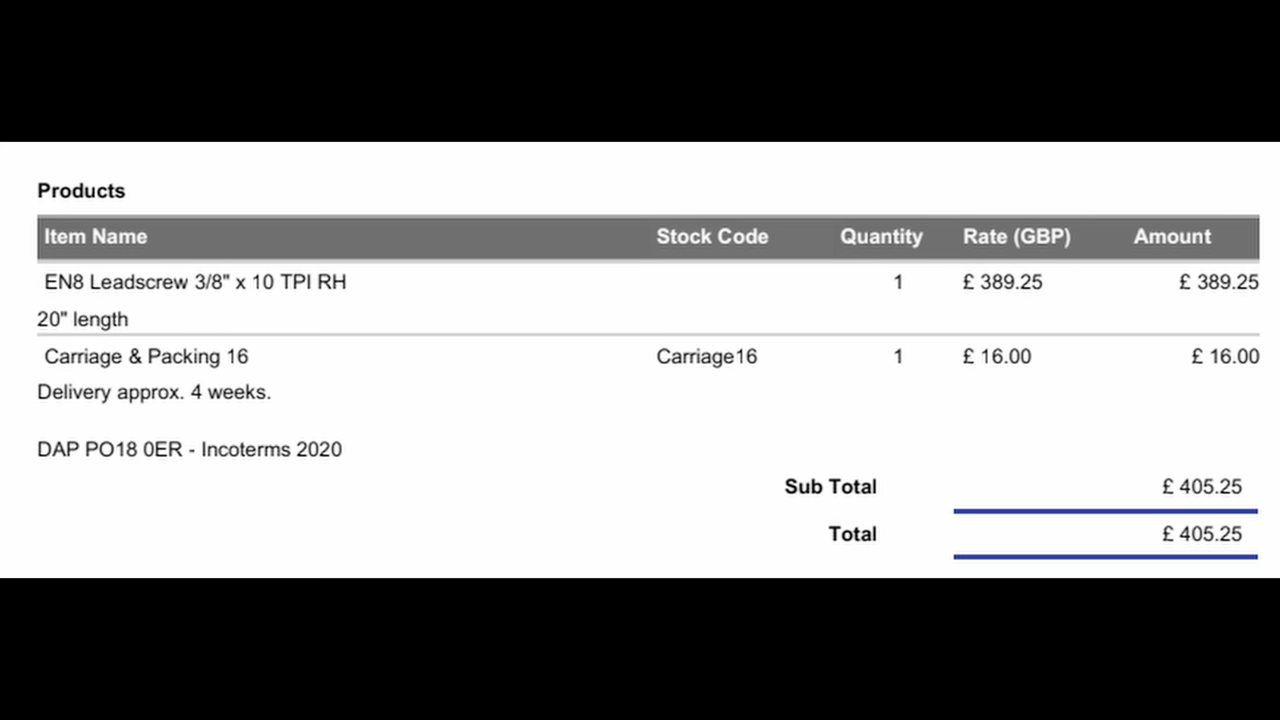 Products
Item Name Stock Code Quantity Rate (GBP) Amount
EN8 Leadscrew 3/8" x 10 TPI RH 1 £ 389.25 £ 389.25
20" length
Carriage & Packing 16 Carriage16 1 £ 16.00 £ 16.00
Delivery approx. 4 weeks.
DAP PO18 0ER - Incoterms 2020
Sub Total £ 405.25
Total £ 405.25